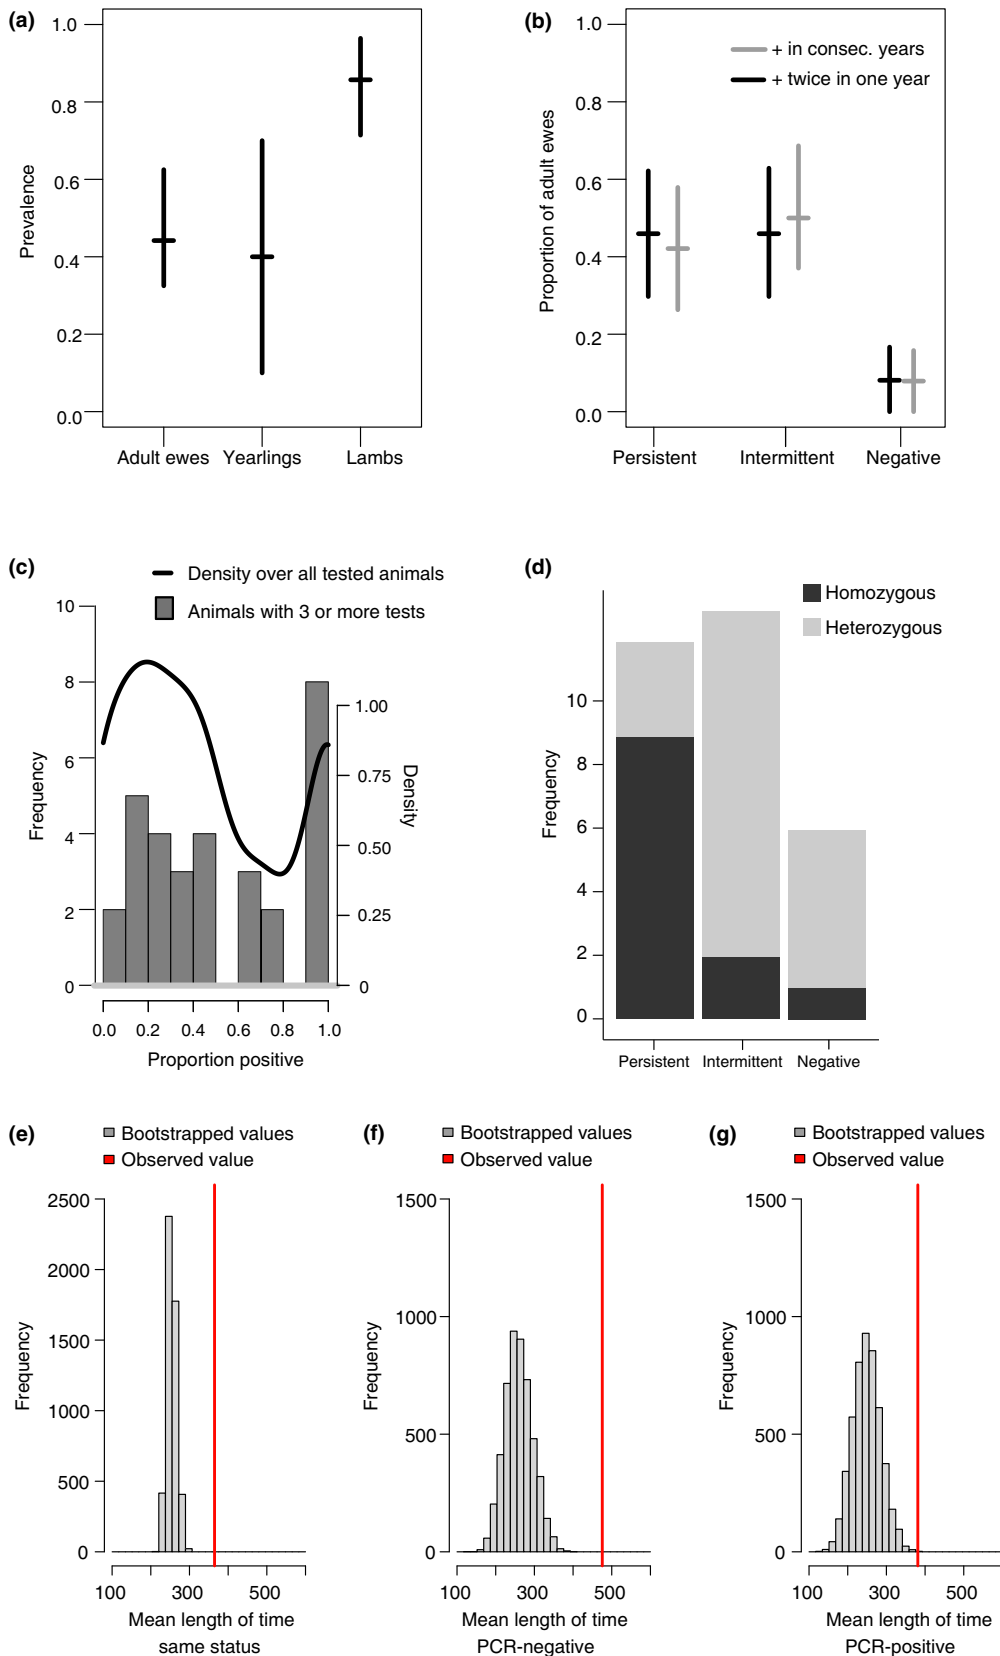 (a)
1.0
0.8
0.6
0.4
0.2
0.0
Prevalence
Adult ewes Yearlings Lambs
(b)
1.0
0.8
0.6
0.4
0.2
0.0
Proportion of adult ewes
+ in consec. years
+ twice in one year
Persistent Intermittent Negative
(c)
Density over all tested animals
Animals with 3 or more tests
10
8
6
4
2
0
Frequency
1.00
0.75
0.50
0.25
0
Density
0.0 0.2 0.4 0.6 0.8 1.0
Proportion positive
(d)
Homozygous
Heterozygous
10
8
6
4
2
0
Frequency
Persistent Intermittent Negative
(e)
Bootstrapped values
Observed value
2500
2000
1500
1000
500
0
Frequency
100 300 500
Mean length of time
same status
(f)
Bootstrapped values
Observed value
1500
1000
500
0
Frequency
100 300 500
Mean length of time
PCR-negative
(g)
Bootstrapped values
Observed value
1500
1000
500
0
Frequency
100 300 500
Mean length of time
PCR-positive